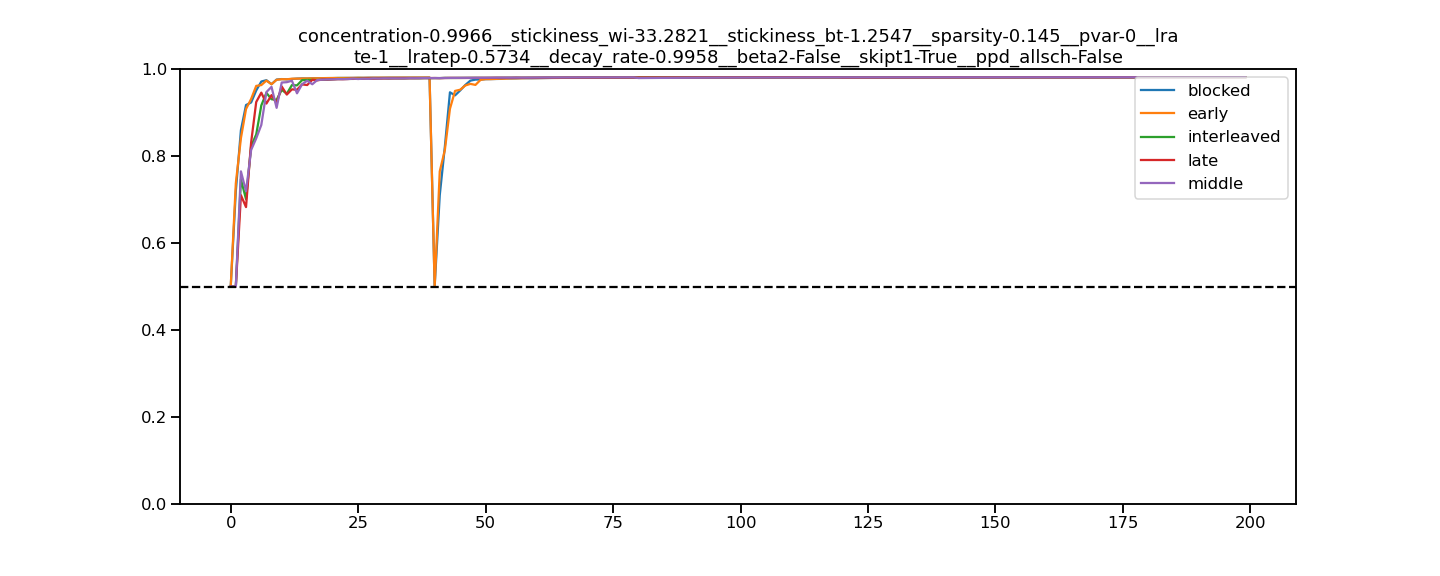 concentration-0.9966__stickiness_wi-33.2821__stickiness_bt-1.2547__sparsity-0.145__pvar-0__lra
te-1__lratep-0.5734__decay_rate-0.9958__beta2-False__skipt1-True__ppd_allsch-False
1.0
0.8
0.6
0.4
0.2
0.0
0 25 50 75 100 125 150 175 200
blocked
early
interleaved
late
middle